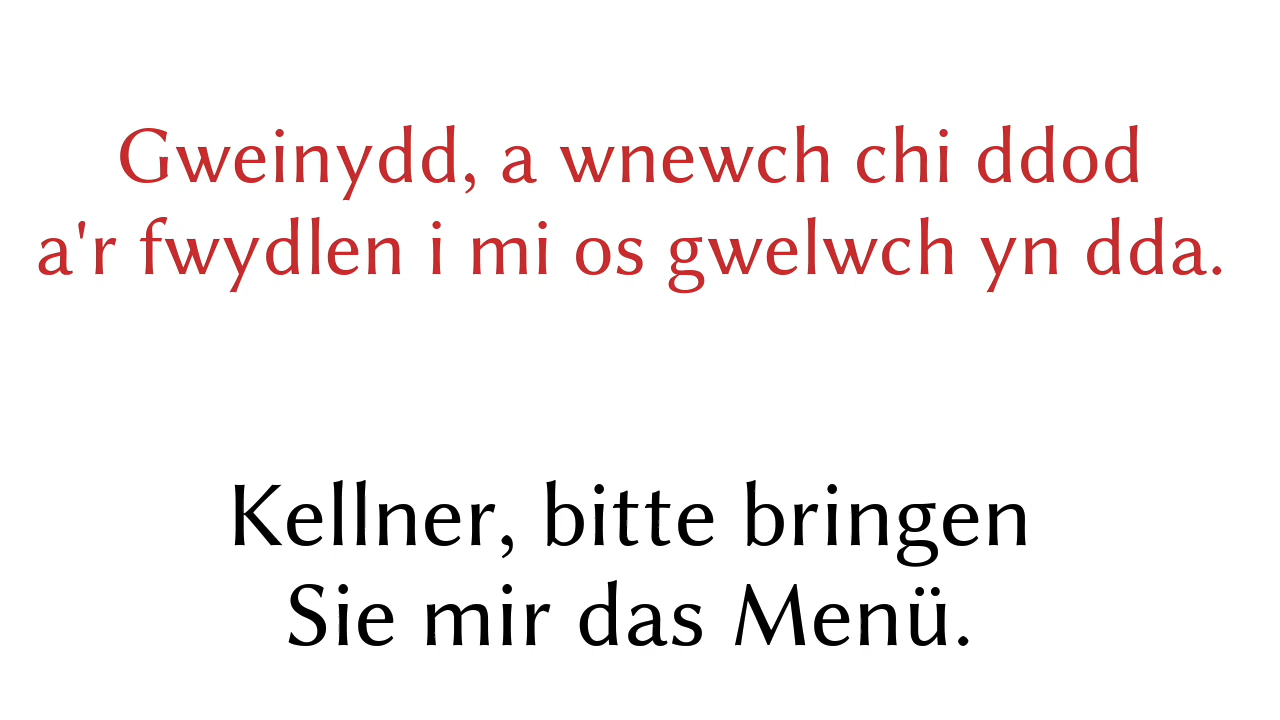 Gweinydd, a wnewch chi ddod
a'r fwydlen i mi os gwelwch yn dda.
Kellner, bitte bringen
Sie mir das Menü.